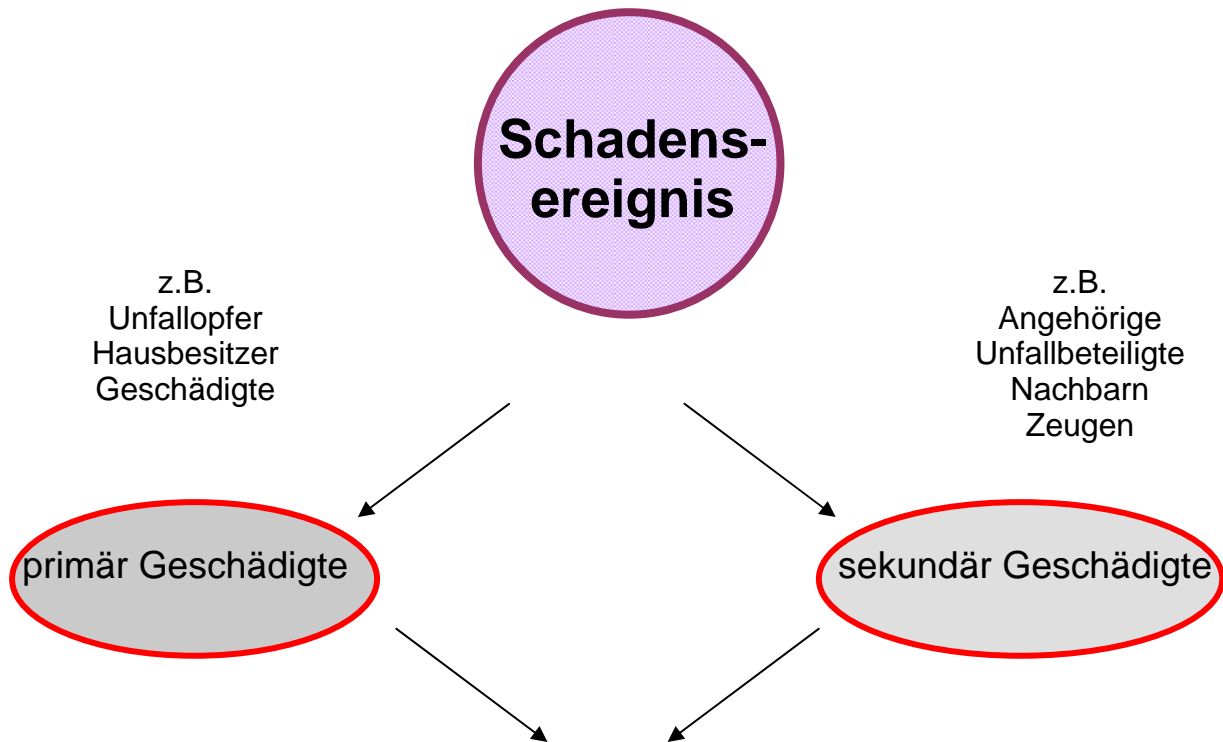 Schadens-
ereignis
z.B.
Unfallopfer
Hausbesitzer
Geschädigte
z.B.
Angehörige
Unfallbeteiligte
Nachbarn
Zeugen
primär Geschädigte
sekundär Geschädigte